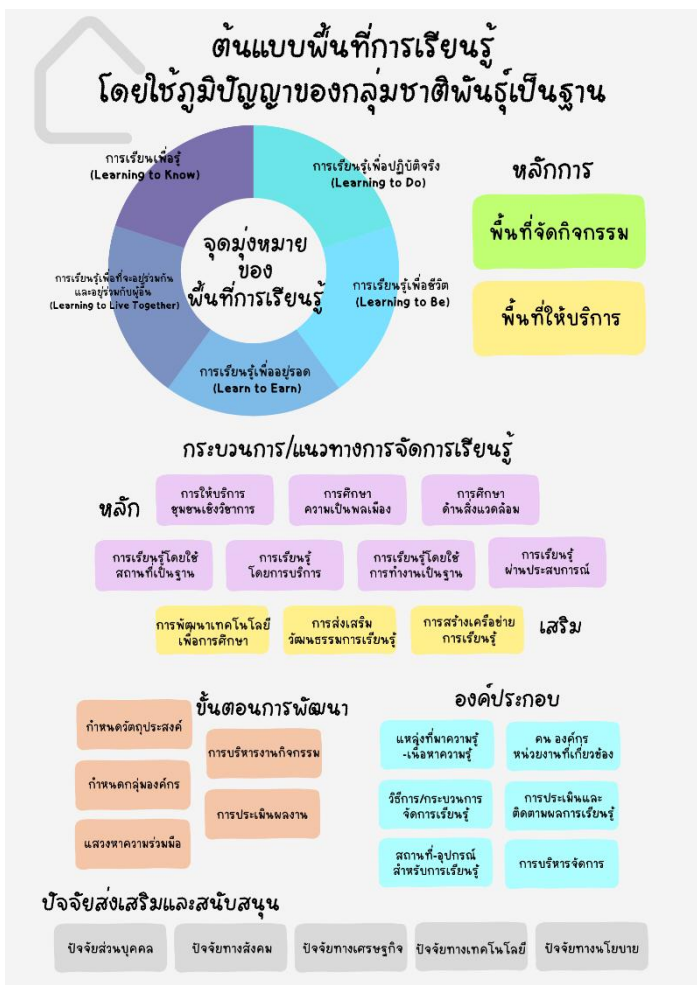 ต้นแบบพื้นที่การเรียนรู้
โดยใช้ภูมิปัญญาของกลุ่มชาติพันธุ์เป็นฐาน
การเรียนเพื่อรู้
(Learning to Know)
การเรียนรู้เพื่อปฏิบัติจริง
(Learning to Do)
การเรียนรู้เพื่อที่จะอยู่ร่วมกัน
และอยู่ร่วมกับผู้อื่น
(Learning to Live Together)
จุดมุ่งหมาย
ของ
พื้นที่การเรียนรู้
การเรียนรู้เพื่อชีวิต
(Learning to Be)
การเรียนรู้เพื่ออยู่รอด
(Learn to Earn)
หลักการ
พื้นที่จัดกิจกรรม
พื้นที่ให้บริการ
กระบวนการ/แนวทางการจัดการเรียนรู้
หลัก
การให้บริการ
ชุมชนเชิงวิชาการ
การศึกษา
ความเป็นพลเมือง
การศึกษา
ด้านสิ่งแวดล้อม
การเรียนรู้โดยใช้
สถานที่เป็นฐาน
การเรียนรู้
โดยการบริการ
การเรียนรู้โดยใช้
การทำงานเป็นฐาน
การเรียนรู้
ผ่านประสบการณ์
การพัฒนาเทคโนโลยี
เพื่อการศึกษา
การส่งเสริม
วัฒนธรรมการเรียนรู้
การสร้างเครือข่าย
การเรียนรู้
เสริม
ขั้นตอนการพัฒนา
กำหนดวัตถุประสงค์
กำหนดกลุ่มองค์กร
แสวงหาความร่วมมือ
การบริหารงานกิจกรรม
การประเมินผลงาน
องค์ประกอบ
แหล่งที่มาความรู้
-เนื้อหาความรู้
คน องค์กร
หน่วยงานที่เกี่ยวข้อง
วิธีการ/กระบวนการ
จัดการเรียนรู้
การประเมินและ
ติดตามผลการเรียนรู้
สถานที่-อุปกรณ์
สำหรับการเรียนรู้
การบริหารจัดการ
ปัจจัยส่งเสริมและสนับสนุน
ปัจจัยส่วนบุคคล
ปัจจัยทางสังคม
ปัจจัยทางเศรษฐกิจ
ปัจจัยทางเทคโนโลยี
ปัจจัยทางนโยบาย